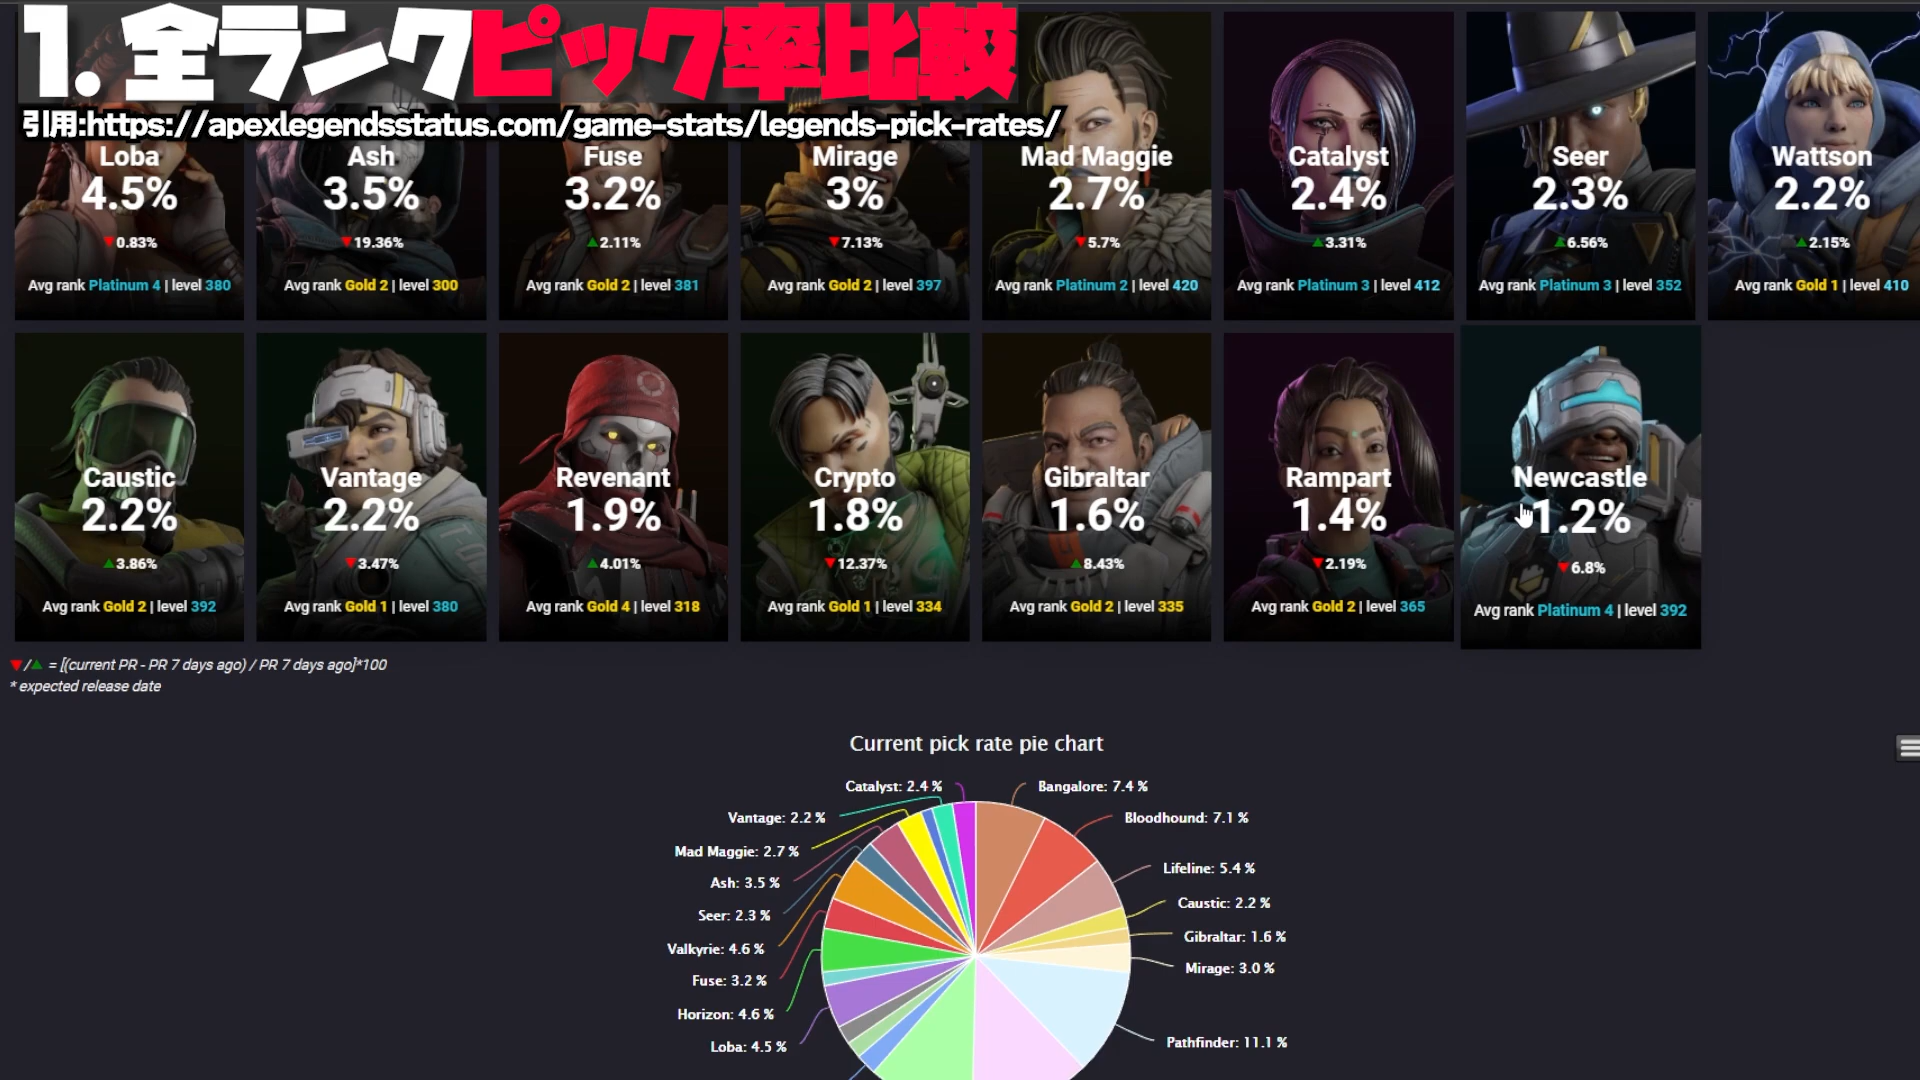 1. 全ランクピック率比較
引用:https://apexlegendsstatus.com/game-stats/legends-pick-rates/
Loba
4.5%
▼0.83%
Avg rank Platinum 4 | level 380
Ash
3.5%
▼19.36%
Avg rank Gold 2 | level 300
Fuse
3.2%
▲2.11%
Avg rank Gold 2 | level 381
Mirage
3%
▼7.13%
Avg rank Gold 2 | level 397
Mad Maggie
2.7%
▼5.7%
Avg rank Platinum 2 | level 420
Catalyst
2.4%
▲3.31%
Avg rank Platinum 3 | level 412
Seer
2.3%
▲6.56%
Avg rank Platinum 3 | level 352
Wattson
2.2%
▲2.15%
Avg rank Gold 1 | level 410
Caustic
2.2%
▲3.86%
Avg rank Gold 2 | level 392
Vantage
2.2%
▼3.47%
Avg rank Gold 1 | level 380
Revenant
1.9%
▲4.01%
Avg rank Gold 4 | level 318
Crypto
1.8%
▼12.37%
Avg rank Gold 1 | level 334
Gibraltar
1.6%
▲8.43%
Avg rank Gold 2 | level 335
Rampart
1.4%
▼2.19%
Avg rank Gold 2 | level 365
Newcastle
1.2%
▼6.8%
Avg rank Platinum 4 | level 392
▼/▲ = [(current PR - PR 7 days ago) / PR 7 days ago]*100
* expected release date
Current pick rate pie chart
Catalyst: 2.4 %
Bangalore: 7.4 %
Vantage: 2.2 %
Bloodhound: 7.1 %
Mad Maggie: 2.7 %
Lifeline: 5.4 %
Ash: 3.5 %
Caustic: 2.2 %
Seer: 2.3 %
Gibraltar: 1.6 %
Valkyrie: 4.6 %
Mirage: 3.0 %
Fuse: 3.2 %
Horizon: 4.6 %
Pathfinder: 11.1 %
Loba: 4.5 %